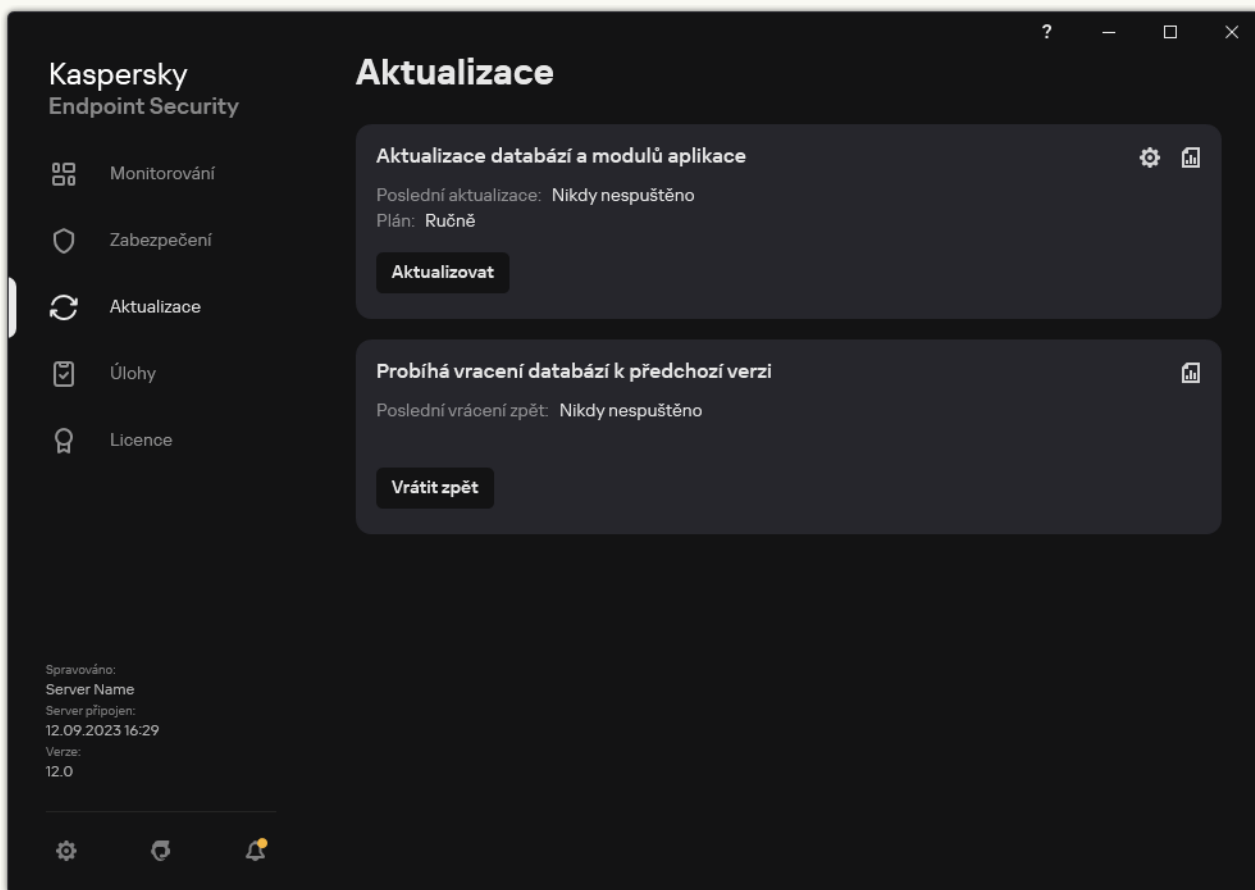 ?
Kaspersky
Endpoint Security
Monitorování
Zabezpečení
Aktualizace
Úlohy
Licence
Spravováno:
Server Name
Server připojen:
12.09.2023 16:29
Verze:
12.0
Aktualizace
Aktualizace databází a modulů aplikace
Poslední aktualizace: Nikdy nespuštěno
Plán: Ručně
Aktualizovat
Probíhá vracení databází k předchozí verzi
Poslední vrácení zpět: Nikdy nespuštěno
Vrátit zpět